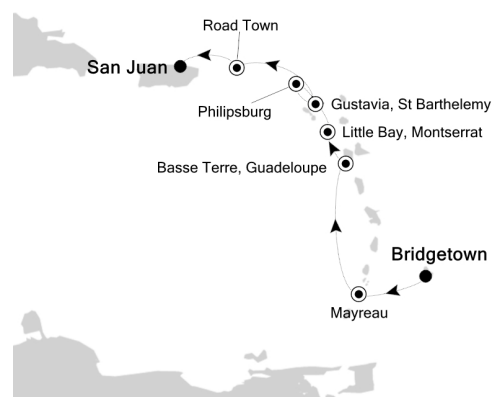 Road Town
San Juan
Philipsburg
Gustavia, St Barthelemy
Little Bay, Montserrat
Basse Terre, Guadeloupe
Bridgetown
Mayreau